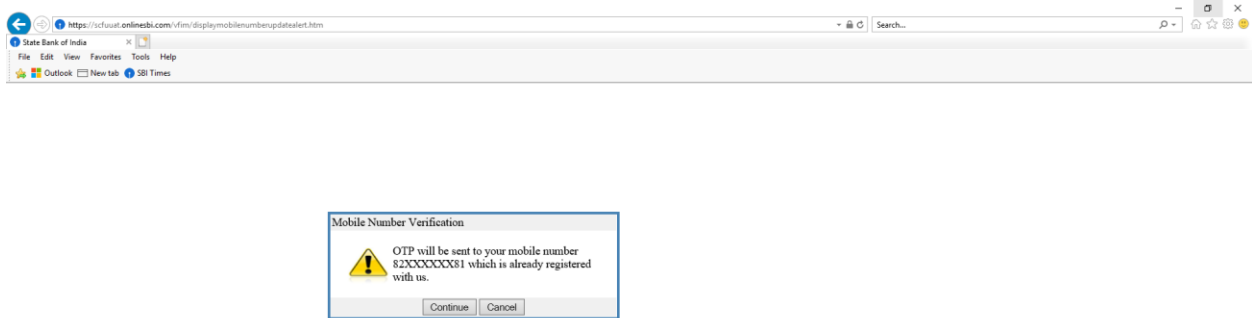 https://scfuuat.onlinesbi.com/vfim/displaymobilenumberupdatealert.htm
Search...
State Bank of India
File Edit View Favorites Tools Help
Outlook New tab SBI Times
Mobile Number Verification
OTP will be sent to your mobile number
82XXXXXX81 which is already registered
with us.
Continue Cancel